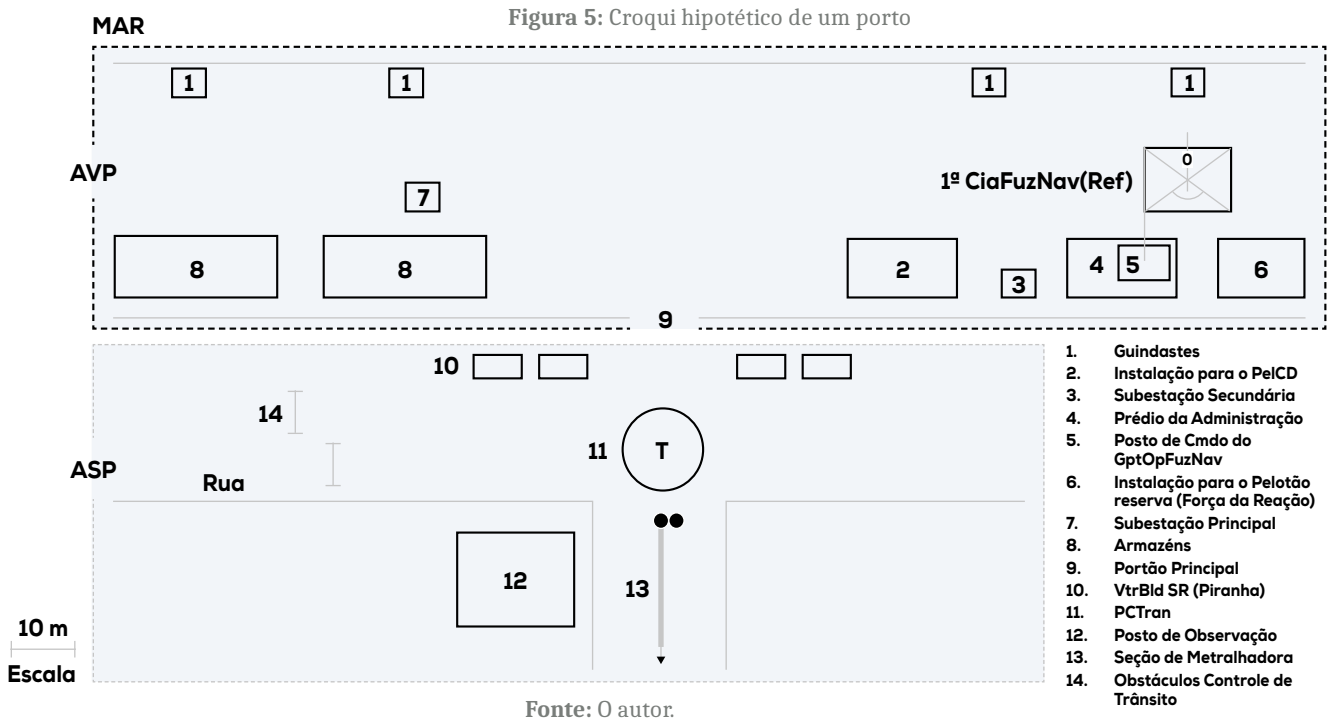 Figura 5: Croqui hipotético de um porto
MAR
1
1
1
1
AVP
0
1ª CiaFuzNav(Ref)
7
8
8
2
3
4
5
6
9
10
14
11
T
ASP
Rua
12
13
10 m
Escala
1. Guindastes
2. Instalação para o PelCD
3. Subestação Secundária
4. Prédio da Administração
5. Posto de Cmdo do
GptOpFuzNav
6. Instalação para o Pelotão
reserva (Força da Reação)
7. Subestação Principal
8. Armazéns
9. Portão Principal
10. VtrBld SR (Piranha)
11. PCTran
12. Posto de Observação
13. Seção de Metralhadora
14. Obstáculos Controle de
Trânsito
Fonte: O autor.